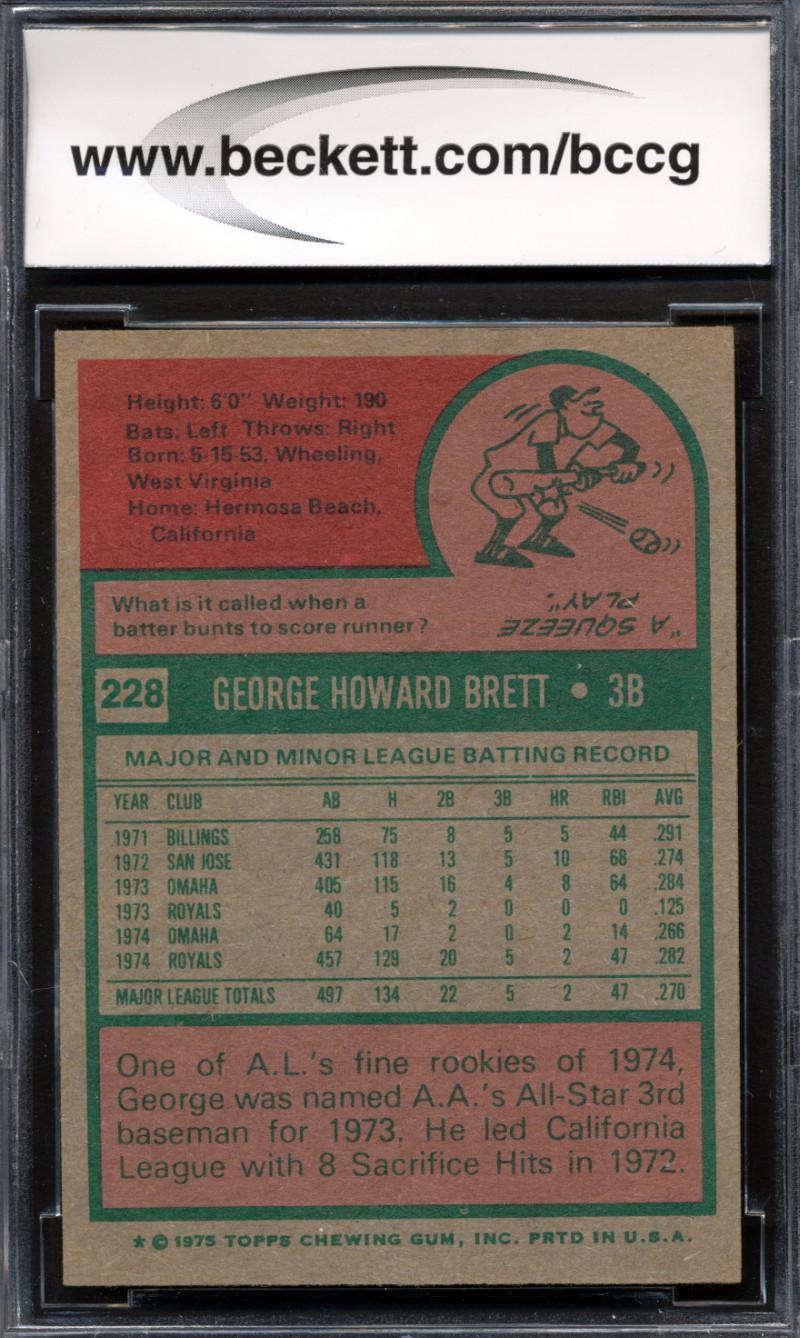 www.beckett.com/bccg
Height: 6'0" Weight: 190
Bats: Left Throws: Right
Born: 5-15-53, Wheeling,
West Virginia
Home: Hermosa Beach,
California
What is it called when a
batter bunts to score runner?
"A SQUEEZE
PLAY".
228 GEORGE HOWARD BRETT • 3B
MAJOR AND MINOR LEAGUE BATTING RECORD
YEAR CLUB AB H 2B 3B HR RBI AVG
1971 BILLINGS 258 75 8 5 5 44 .291
1972 SAN JOSE 431 118 13 5 10 68 .274
1973 OMAHA 405 115 16 4 8 64 .284
1973 ROYALS 40 5 2 0 0 0 .125
1974 OMAHA 64 17 2 0 2 14 .266
1974 ROYALS 457 129 20 5 2 47 .282
MAJOR LEAGUE TOTALS 497 134 22 5 2 47 .270
One of A.L.'s fine rookies of 1974,
George was named A.A.'s All-Star 3rd
baseman for 1973. He led California
League with 8 Sacrifice Hits in 1972.
* © 1975 TOPPS CHEWING GUM, INC. PRTD IN U.S.A.